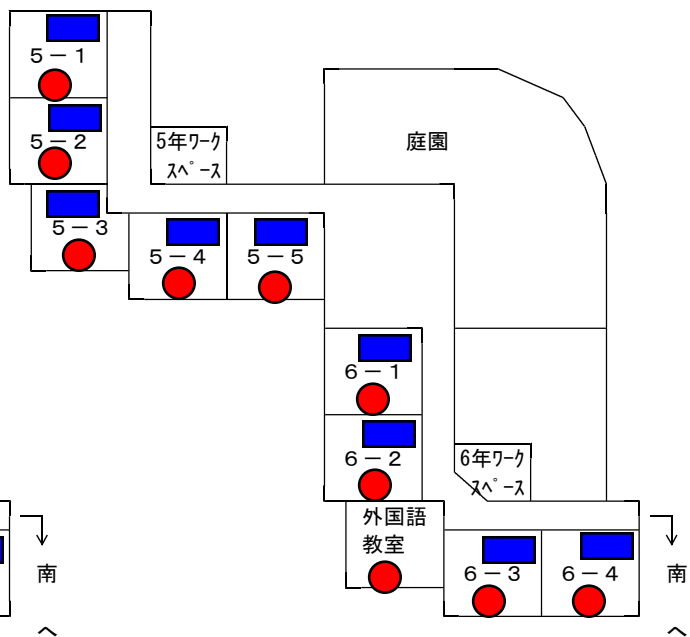 ５－１
５－２
５年ワーク
スペース
庭園
５－３
５－４
５－５
６－１
６－２
６年ワーク
スペース
外国語
教室
６－３
６－４
南
へ
南
へ